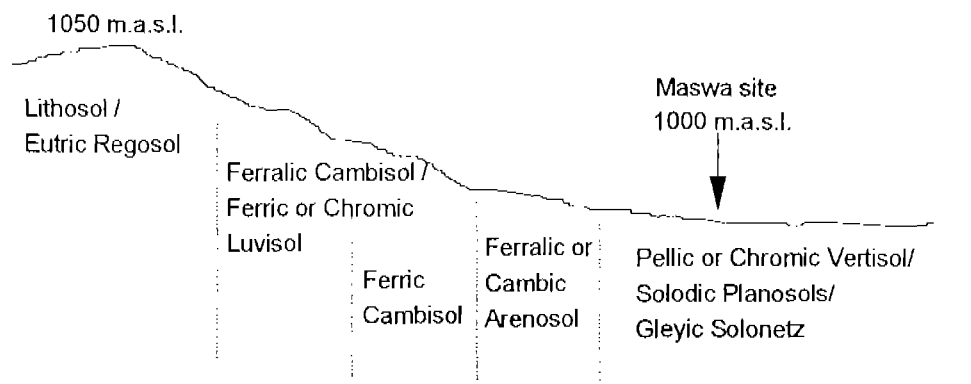 1050 m.a.s.l.
Lithosol /
Eutric Regosol
Ferralic Cambisol /
Ferric or Chromic
Luvisol
Ferric
Cambisol
Ferralic or
Cambic
Arenosol
Maswa site
1000 m.a.s.l.
Pellic or Chromic Vertisol/
Solodic Planosols/
Gleyic Solonetz